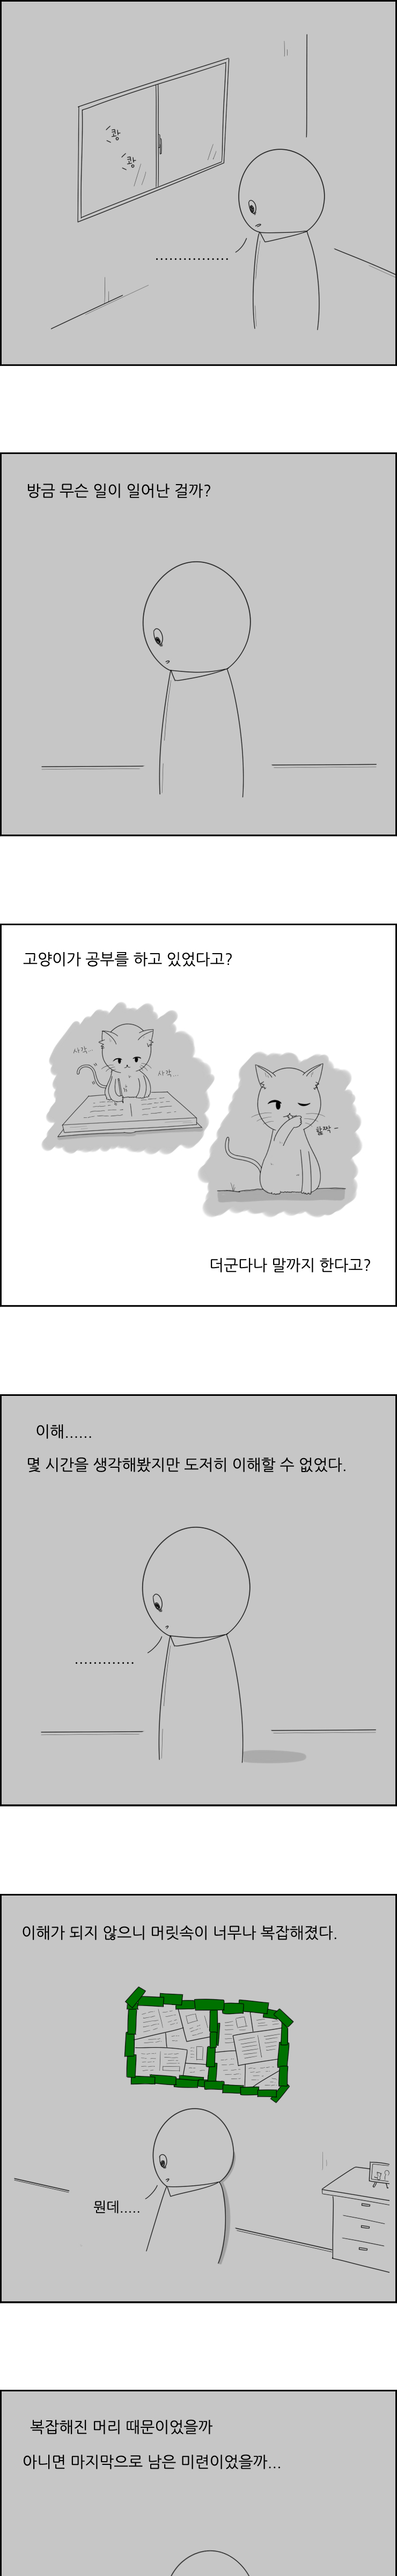 쾅
쾅
................
방금 무슨 일이 일어난 걸까?
고양이가 공부를 하고 있었다고?
사각...
사각...
할짝~
더군다나 말까지 한다고?
이해......
몇 시간을 생각해봤지만 도저히 이해할 수 없었다.
.............
이해가 되지 않으니 머릿속이 너무나 복잡해졌다.
뭔데.....
복잡해진 머리 때문이었을까
아니면 마지막으로 남은 미련이었을까...